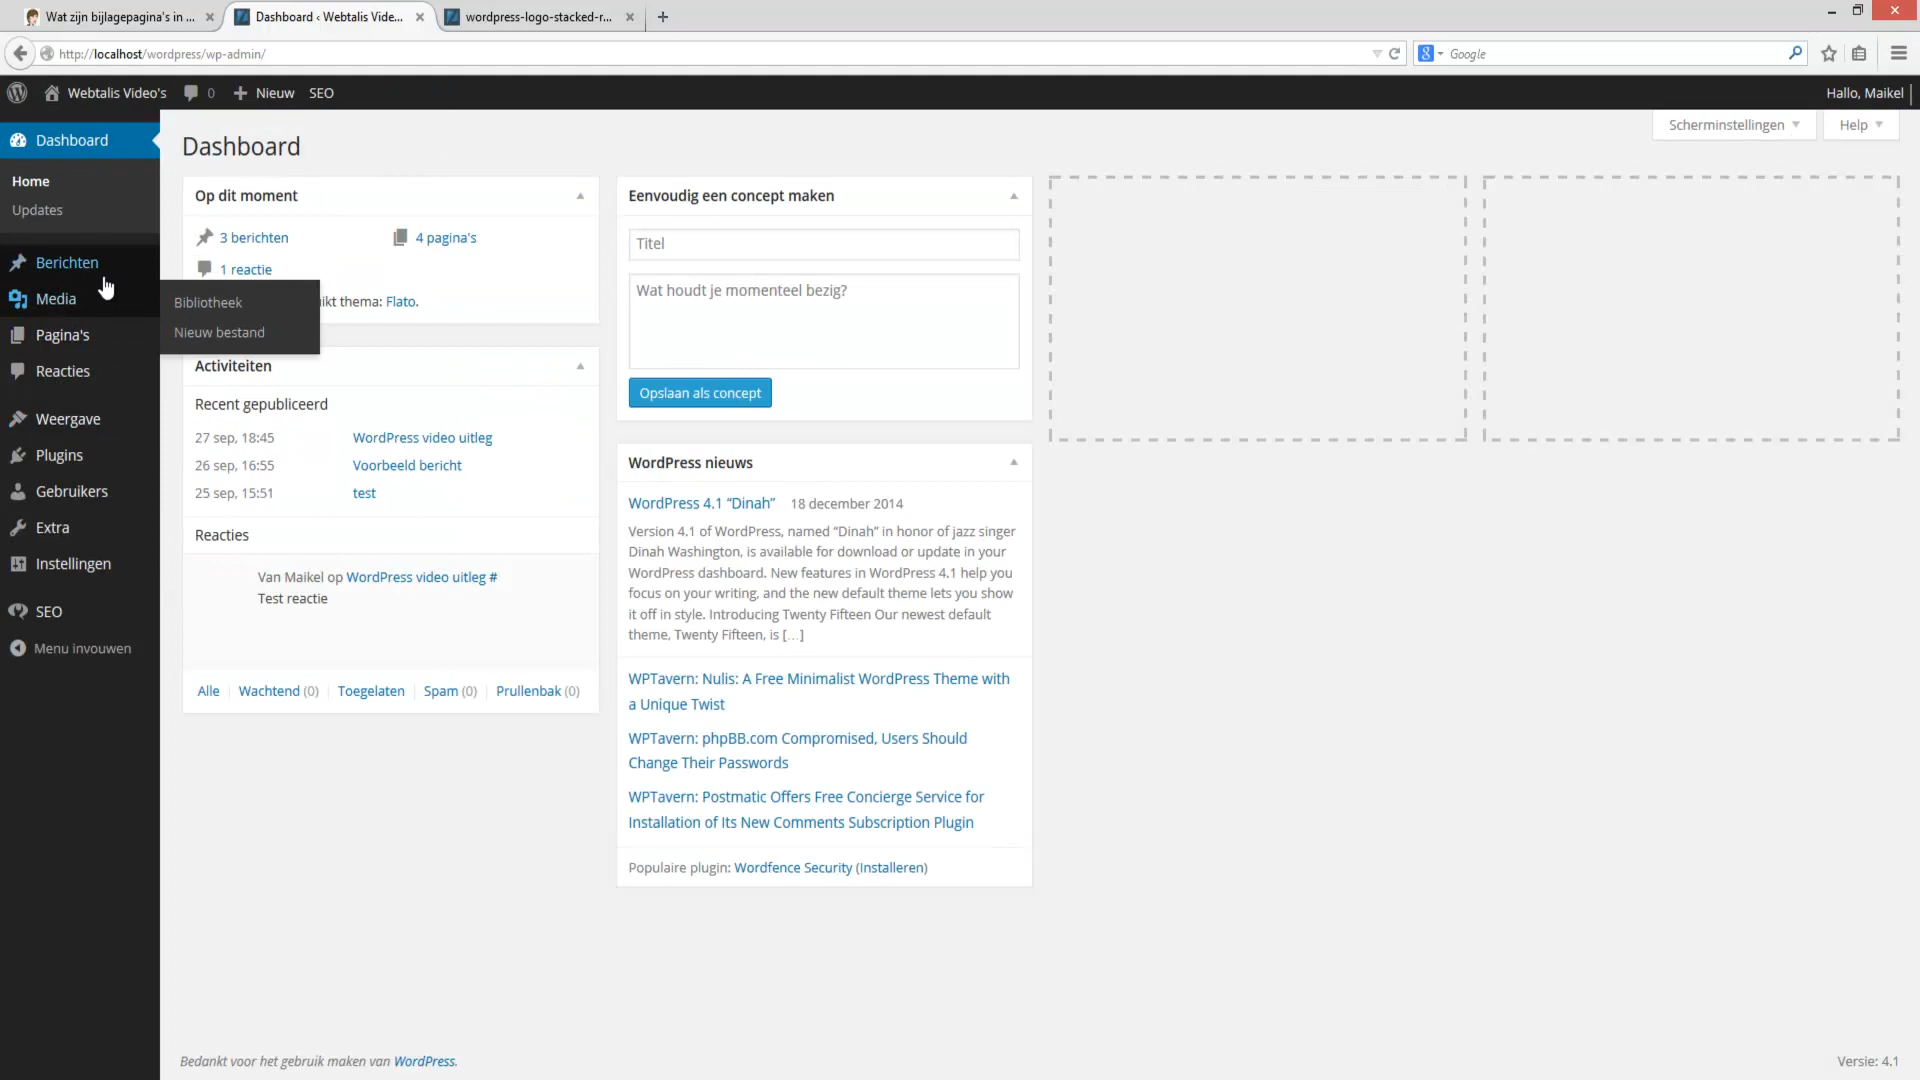 Wat zijn bijlagepagina's in ...
Dashboard ‹ Webtalis Vide...
wordpress-logo-stacked-r...
http://localhost/wordpress/wp-admin/
Google
Webtalis Video's
0
Nieuw
SEO
Hallo, Maikel
Dashboard
Home
Updates
Berichten
Media
Pagina's
Reacties
Weergave
Plugins
Gebruikers
Extra
Instellingen
SEO
Menu invouwen
Bibliotheek
Nieuw bestand
Scherminstellingen
Help
Dashboard
Op dit moment
3 berichten
4 pagina's
1 reactie
ikt thema: Flato.
Activiteiten
Recent gepubliceerd
27 sep, 18:45 WordPress video uitleg
26 sep, 16:55 Voorbeeld bericht
25 sep, 15:51 test
Reacties
Van Maikel op WordPress video uitleg #
Test reactie
Alle | Wachtend (0) | Toegelaten | Spam (0) | Prullenbak (0)
Eenvoudig een concept maken
Titel
Wat houdt je momenteel bezig?
Opslaan als concept
WordPress nieuws
WordPress 4.1 “Dinah” 18 december 2014
Version 4.1 of WordPress, named “Dinah” in honor of jazz singer
Dinah Washington, is available for download or update in your
WordPress dashboard. New features in WordPress 4.1 help you
focus on your writing, and the new default theme lets you show
it off in style. Introducing Twenty Fifteen Our newest default
theme, Twenty Fifteen, is […]
WPTavern: Nulis: A Free Minimalist WordPress Theme with
a Unique Twist
WPTavern: phpBB.com Compromised, Users Should
Change Their Passwords
WPTavern: Postmatic Offers Free Concierge Service for
Installation of Its New Comments Subscription Plugin
Populaire plugin: Wordfence Security (Installeren)
Bedankt voor het gebruik maken van WordPress.
Versie: 4.1